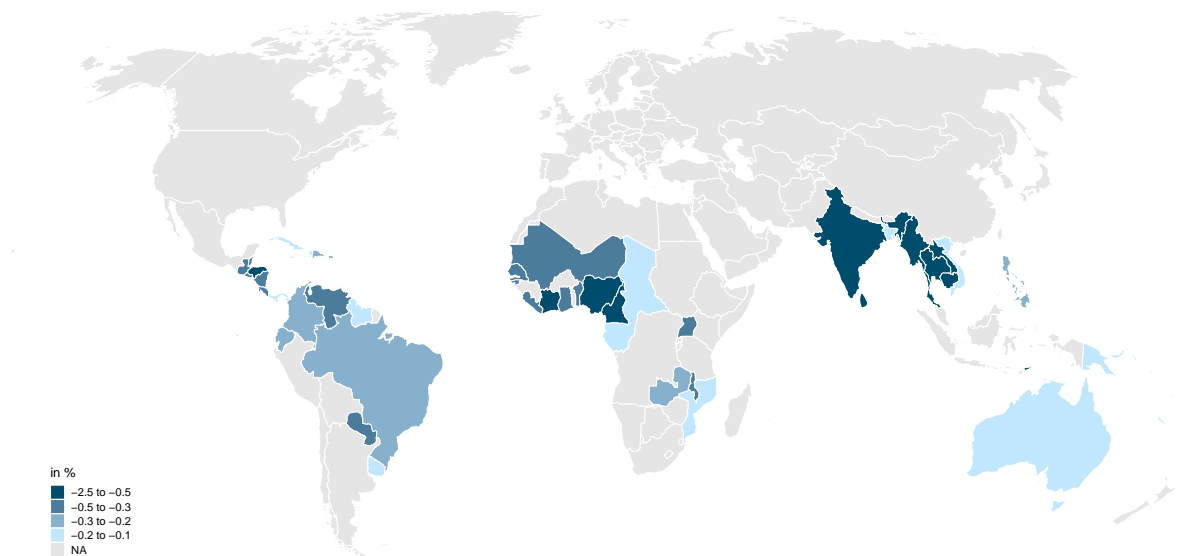 in %
−2.5 to −0.5
−0.5 to −0.3
−0.3 to −0.2
−0.2 to −0.1
NA